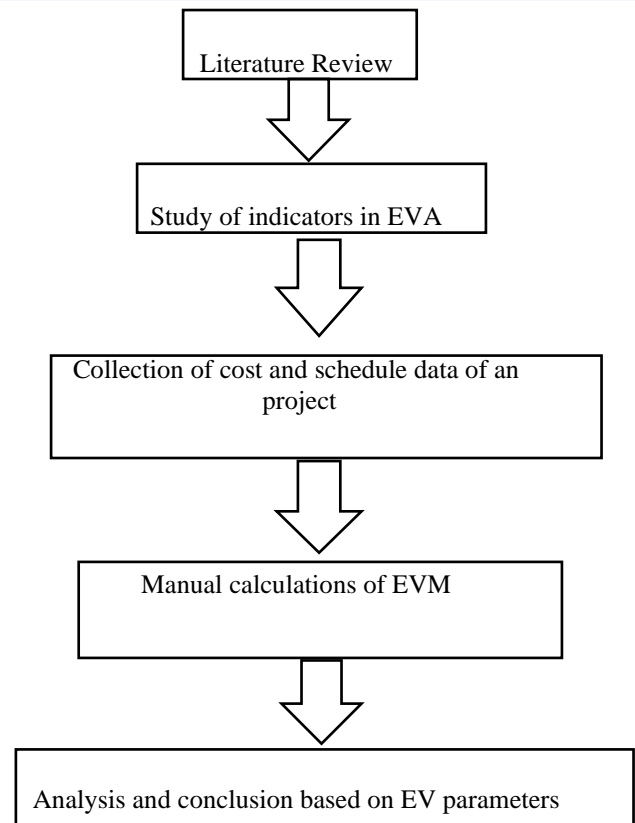 Literature Review
Study of indicators in EVA
Collection of cost and schedule data of an
project
Manual calculations of EVM
Analysis and conclusion based on EV parameters